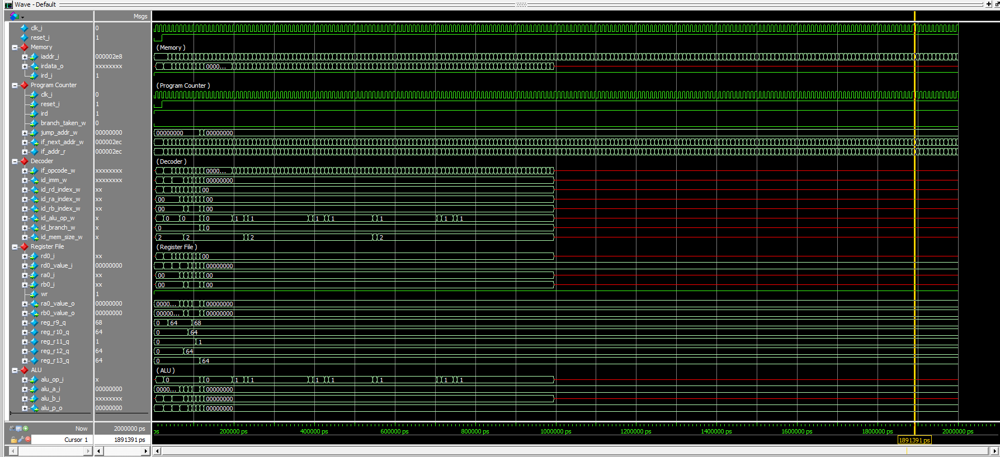 Wave - Default
Msgs
clk_i 0
reset_i 1
Memory (Memory)
iaddr_i 000002e8
irdata_o xxxxxxxx 0000...
ird_i 1
Program Counter (Program Counter)
clk_i 0
reset_i 1
ird 1
branch_taken_w 0
jump_addr_w 00000000 00000000 00000000
if_next_addr_w 000002ec
if_addr_r 000002ec
Decoder (Decoder)
if_opcode_w xxxxxxxx 0000...
id_imm_w xxxxxxxx 00000000
id_rd_index_w xx 00
id_ra_index_w xx 00 00
id_rb_index_w xx 00 00
id_alu_op_w x 0 0 0 1 1 1 1 1 1 1
id_branch_w x 0 0
id_mem_size_w x 2 2 2 2
Register File (Register File)
rd0_i xx 00
rd0_value_i 00000000 00000000
ra0_i xx 00 00
rb0_i xx 00 00
wr 1
ra0_value_o 00000000 0000... 00000000
rb0_value_o 00000000 00000... 00000000
reg_r9_q 68 0 64 68
reg_r10_q 64 0 64
reg_r11_q 1 0 1
reg_r12_q 64 0 64
reg_r13_q 64 0 64
ALU (ALU)
alu_op_i x 0 0 1 1 1 1 1 1 1
alu_a_i 00000000 0000... 00000000
alu_b_i xxxxxxxx 00000000
alu_p_o 00000000 00000000
Now 2000000 ps ps 200000 ps 400000 ps 600000 ps 800000 ps 1000000 ps 1200000 ps 1400000 ps 1600000 ps 1800000 ps 2000000 ps
Cursor 1 1891391 ps 1891391 ps